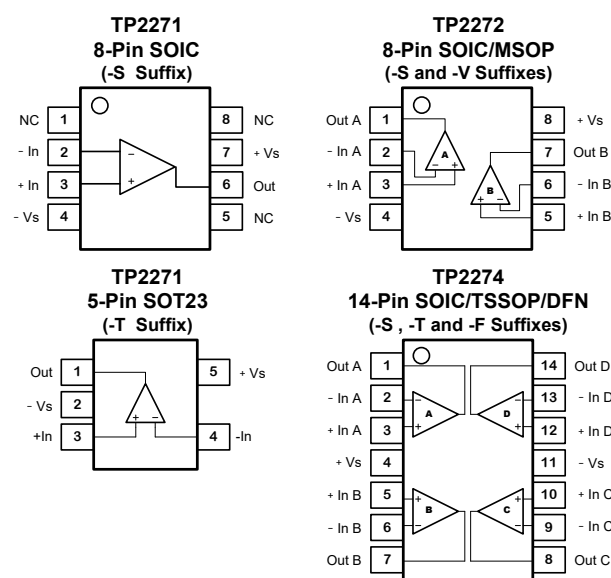 TP2271
8-Pin SOIC
(-S Suffix)
NC 1 8 NC
- In 2 7 + Vs
+ In 3 6 Out
- Vs 4 5 NC
-
+
TP2272
8-Pin SOIC/MSOP
(-S and -V Suffixes)
Out A 1 8 + Vs
- In A 2 7 Out B
+ In A 3 6 - In B
- Vs 4 5 + In B
A
- +
B
+ -
TP2271
5-Pin SOT23
(-T Suffix)
Out 1 5 + Vs
- Vs 2
+In 3 4 -In
+ -
TP2274
14-Pin SOIC/TSSOP/DFN
(-S , -T and -F Suffixes)
Out A 1 14 Out D
- In A 2 13 - In D
+ In A 3 12 + In D
+ Vs 4 11 - Vs
+ In B 5 10 + In C
- In B 6 9 - In C
Out B 7 8 Out C
- A + - D +
+ B - + C -